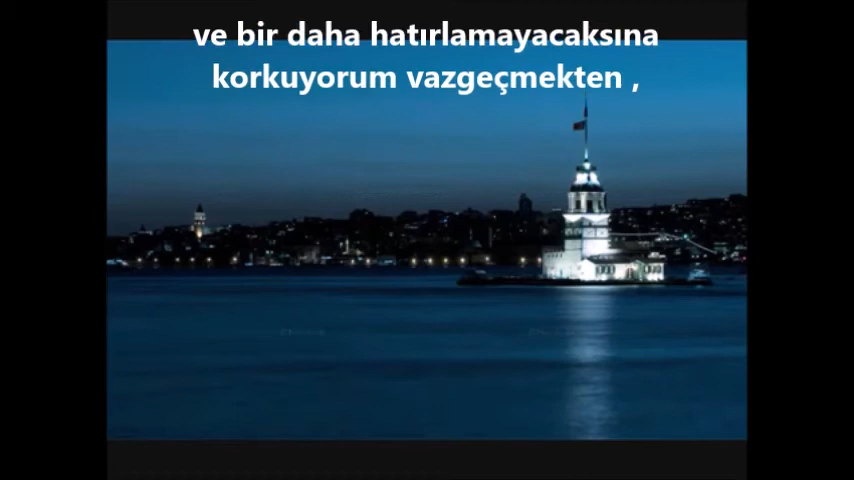 ve bir daha hatırlamayacaksına
korkuyorum vazgeçmekten ,